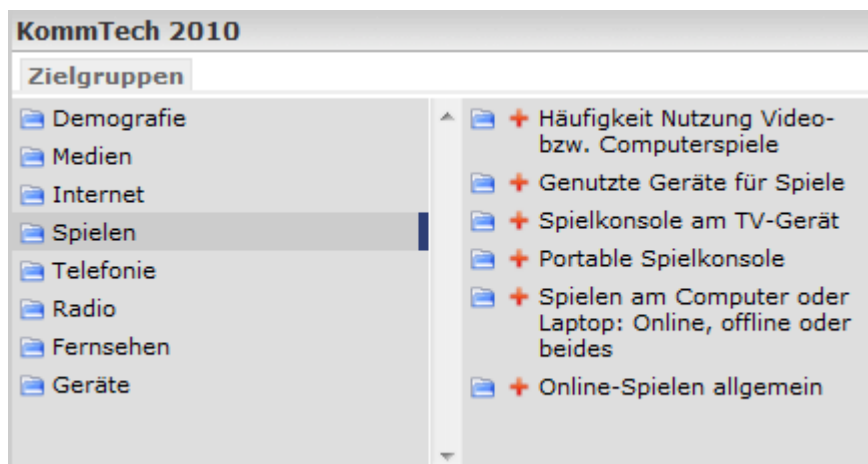 KommTech 2010
Zielgruppen
Demografie
Medien
Internet
Spielen
Telefonie
Radio
Fernsehen
Geräte
Häufigkeit Nutzung Video-
bzw. Computerspiele
Genutzte Geräte für Spiele
Spielkonsole am TV-Gerät
Portable Spielkonsole
Spielen am Computer oder
Laptop: Online, offline oder
beides
Online-Spielen allgemein